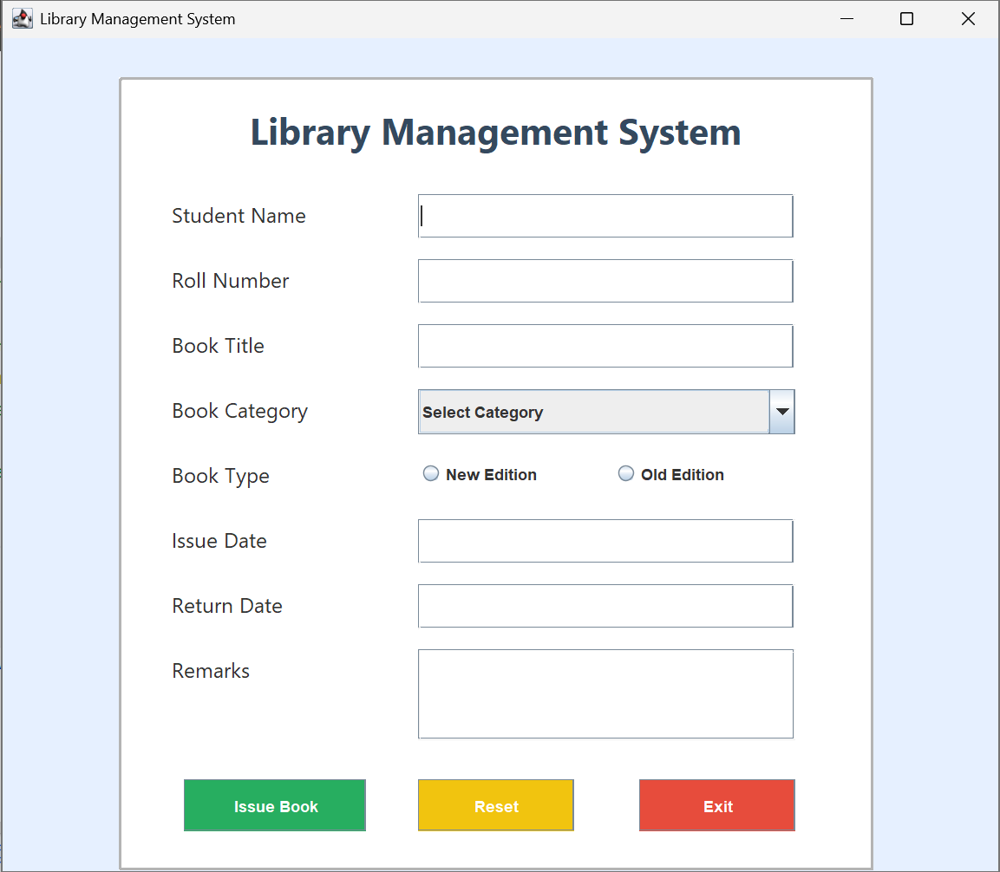 Library Management System
Library Management System
Student Name
Roll Number
Book Title
Book Category
Select Category
Book Type
New Edition
Old Edition
Issue Date
Return Date
Remarks
Issue Book
Reset
Exit